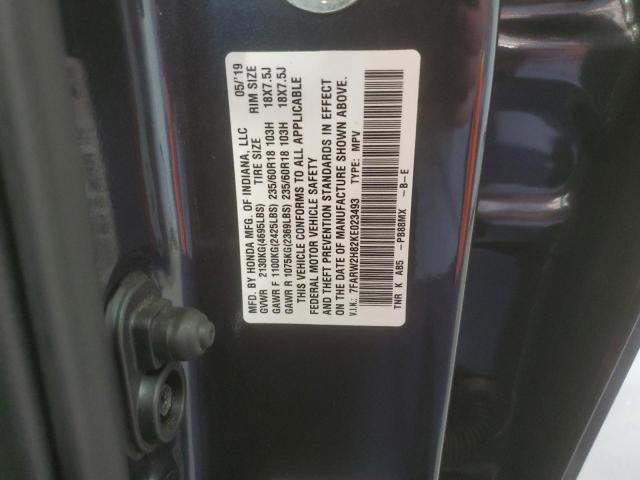 MFD. BY HONDA MFG. OF INDIANA, LLC 05/'19
GVWR 2130KG(4695LBS) TIRE SIZE RIM SIZE
GAWR F 1100KG(2425LBS) 235/60R18 103H 18X7.5J
GAWR R 1075KG(2369LBS) 235/60R18 103H 18X7.5J
THIS VEHICLE CONFORMS TO ALL APPLICABLE
FEDERAL MOTOR VEHICLE SAFETY
AND THEFT PREVENTION STANDARDS IN EFFECT
ON THE DATE OF MANUFACTURE SHOWN ABOVE.
V.I.N.: 7FARW2H82KE023493 TYPE: MPV
TNR K AB5 -PB8BMX -B-E